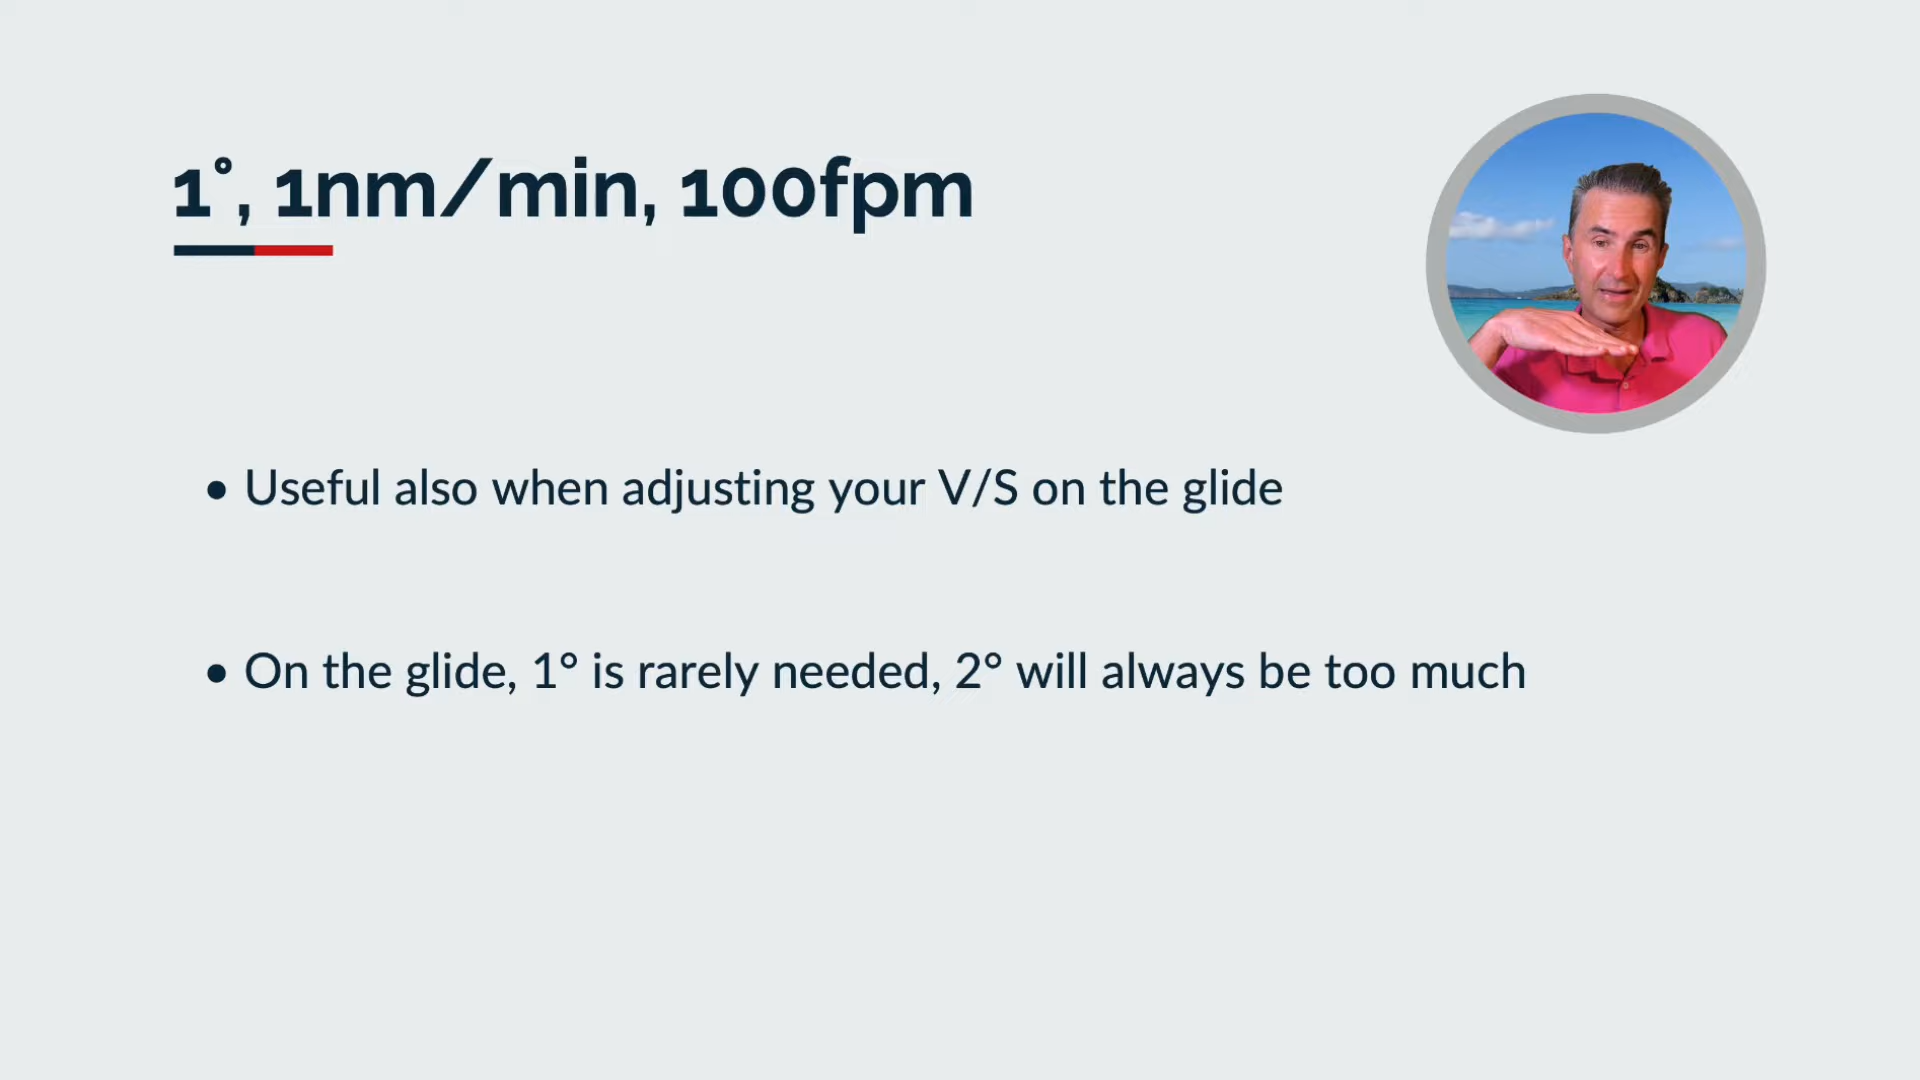 1°, 1nm/min, 100fpm
• Useful also when adjusting your V/S on the glide
• On the glide, 1° is rarely needed, 2° will always be too much